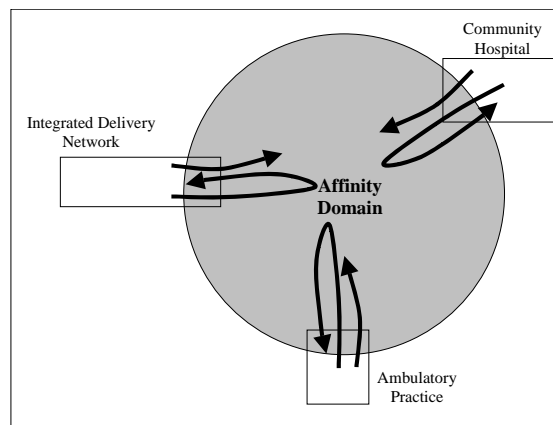 Community
Hospital
Integrated Delivery
Network
Affinity
Domain
Ambulatory
Practice